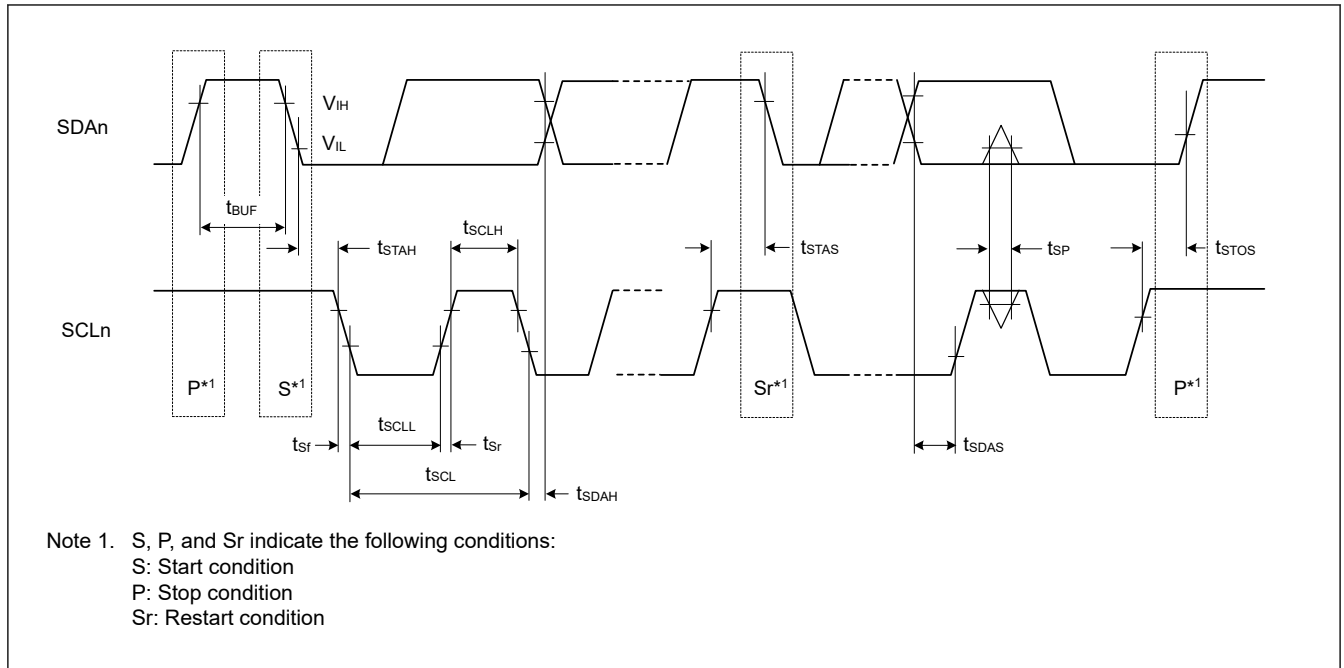 SDAn
VIH
VIL
tBUF
tSTAH
tSCLH
tSTAS
tSP
tSTOS
SCLn
P*1
S*1
Sr*1
P*1
tSf
tSCLL
tSr
tSDAS
tSCL
tSDAH
Note 1. S, P, and Sr indicate the following conditions:
S: Start condition
P: Stop condition
Sr: Restart condition